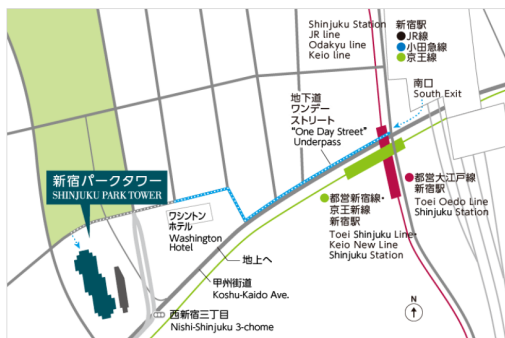 Shinjuku Station
JR line
Odakyu line
Keio line
新宿駅
JR線
小田急線
京王線
南口
South Exit
地下道
ワンデー
ストリート
"One Day Street"
Underpass
新宿パークタワー
SHINJUKU PARK TOWER
都営大江戸線
新宿駅
Toei Oedo Line
Shinjuku Station
都営新宿線・
京王新線
新宿駅
Toei Shinjuku Line・
Keio New Line
Shinjuku Station
ワシントン
ホテル
Washington
Hotel
地上へ
甲州街道
Koshu-Kaido Ave.
西新宿三丁目
Nishi-Shinjuku 3-chome
N